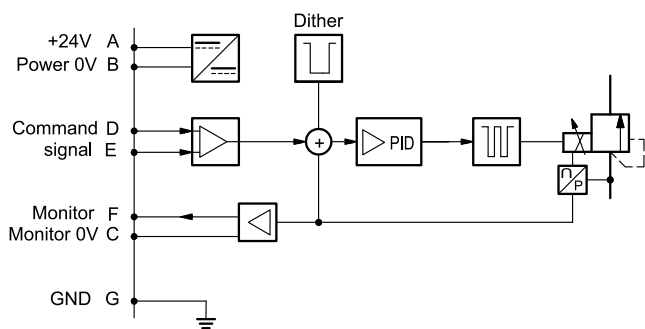 Dither
+24V A
Power 0V B
Command D
signal E
PID
Monitor F
Monitor 0V C
GND G
P